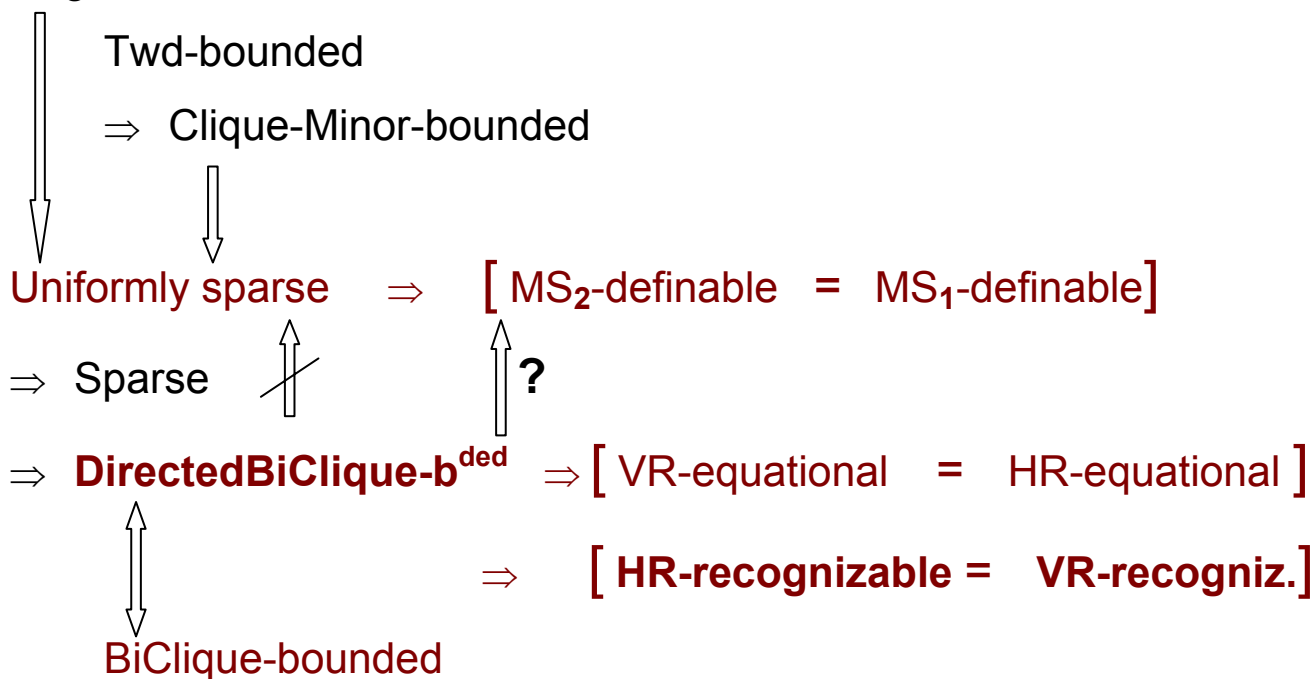 Twd-bounded
⇒ Clique-Minor-bounded
Uniformly sparse ⇒ [ MS₂-definable = MS₁-definable]
⇒ Sparse ?
⇒ DirectedBiClique-bᵈᵉᵈ ⇒ [ VR-equational = HR-equational ]
⇒ [ HR-recognizable = VR-recogniz.]
BiClique-bounded